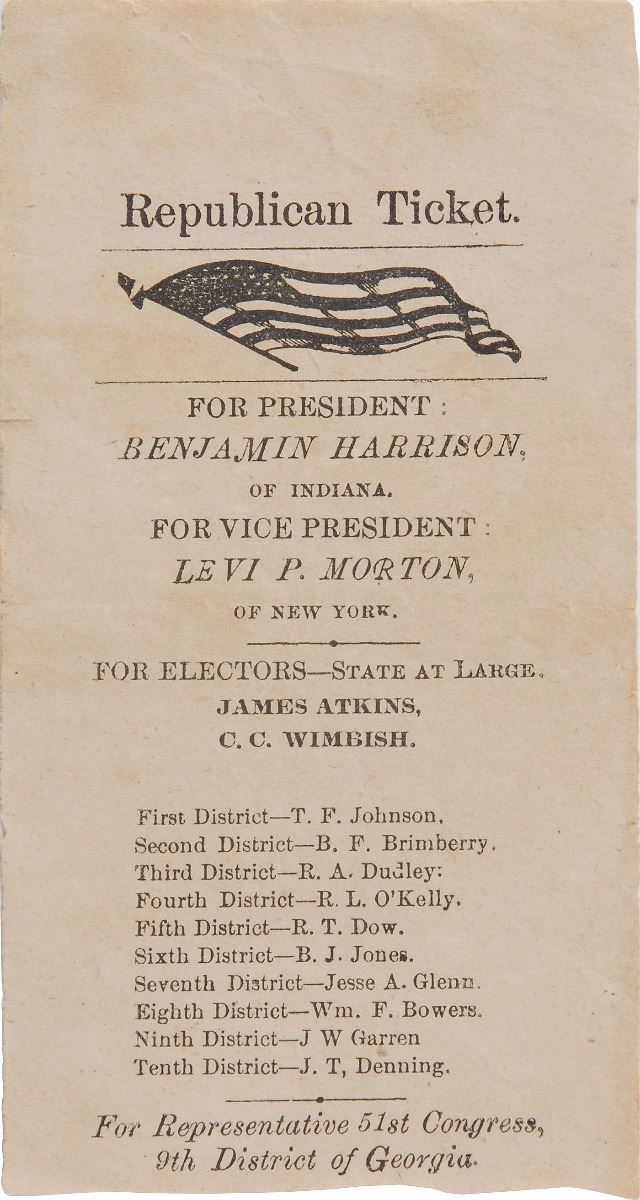 Republican Ticket.
FOR PRESIDENT :
BENJAMIN HARRISON,
OF INDIANA.
FOR VICE PRESIDENT :
LEVI P. MORTON,
OF NEW YORK.
FOR ELECTORS—STATE AT LARGE.
JAMES ATKINS,
C. C. WIMBISH.
First District—T. F. Johnson,
Second District—B. F. Brimberry.
Third District—R. A. Dudley:
Fourth District—R. L. O'Kelly.
Fifth District—R. T. Dow.
Sixth District—B. J. Jones.
Seventh District—Jesse A. Glenn.
Eighth District—Wm. F. Bowers.
Ninth District—J W Garren
Tenth District—J. T, Denning.
For Representative 51st Congress,
9th District of Georgia.